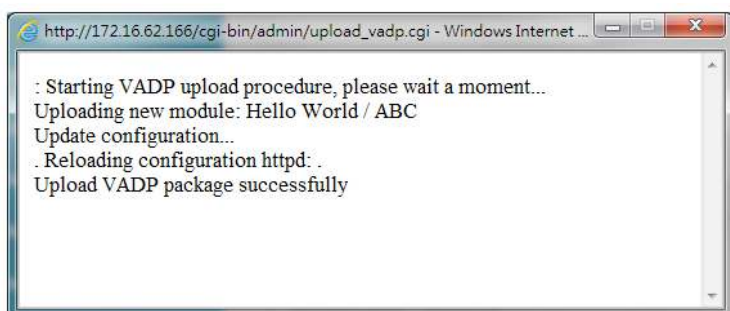 http://172.16.62.166/cgi-bin/admin/upload_vadp.cgi - Windows Internet ...
: Starting VADP upload procedure, please wait a moment...
Uploading new module: Hello World / ABC
Update configuration...
. Reloading configuration httpd: .
Upload VADP package successfully